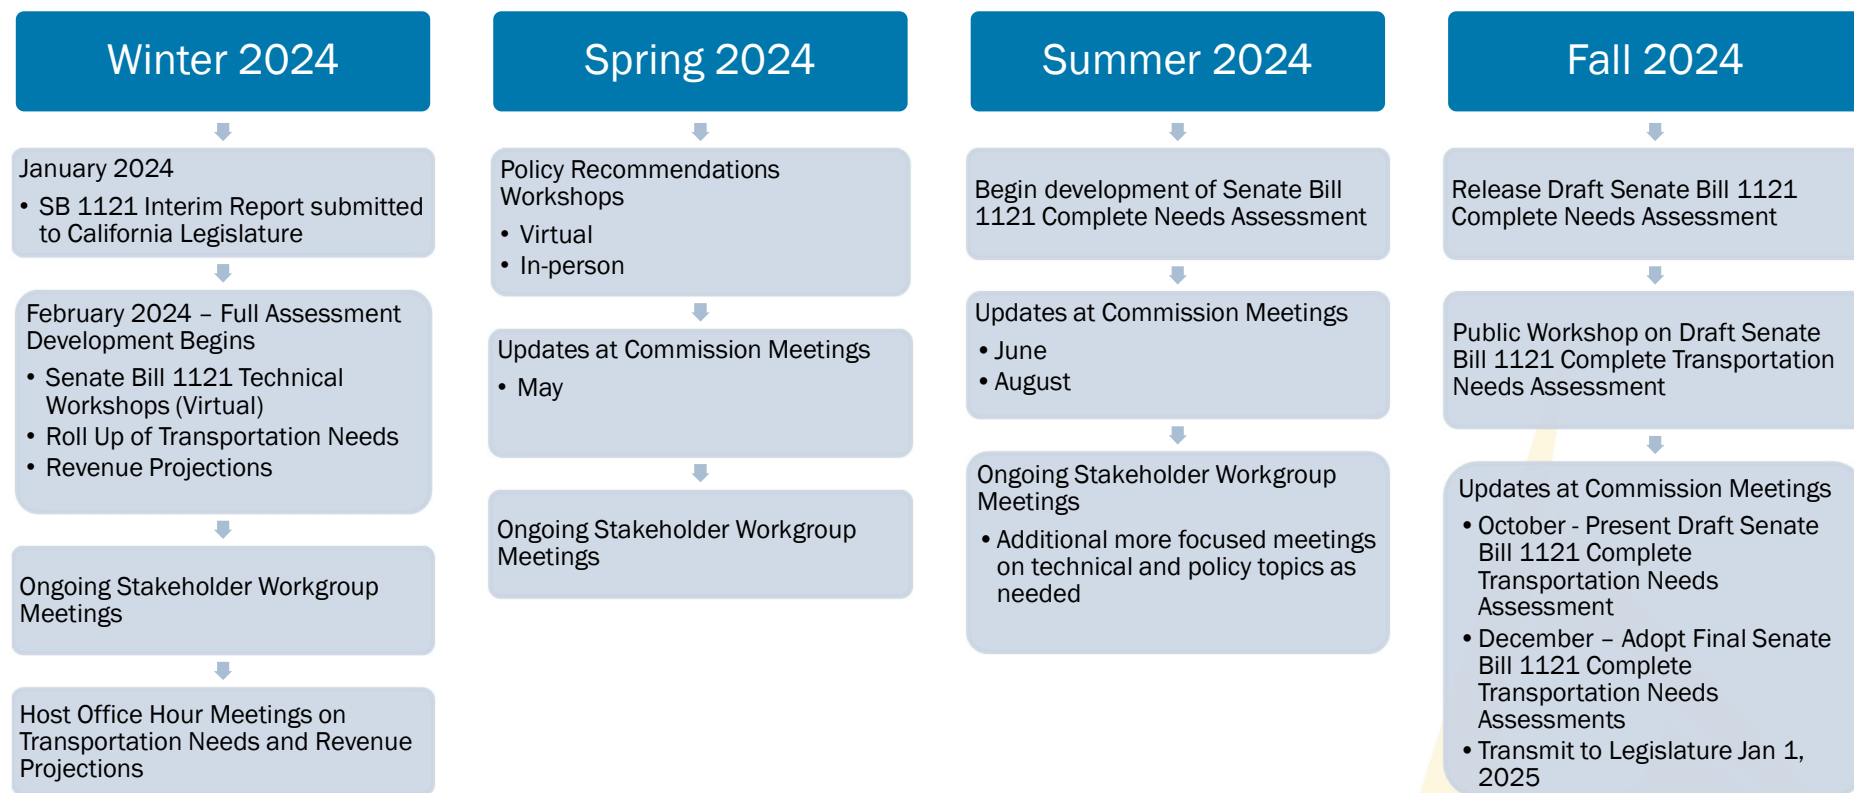 Winter 2024
January 2024
• SB 1121 Interim Report submitted
to California Legislature
February 2024 – Full Assessment
Development Begins
• Senate Bill 1121 Technical
Workshops (Virtual)
• Roll Up of Transportation Needs
• Revenue Projections
Ongoing Stakeholder Workgroup
Meetings
Host Office Hour Meetings on
Transportation Needs and Revenue
Projections
Spring 2024
Policy Recommendations
Workshops
• Virtual
• In-person
Updates at Commission Meetings
• May
Ongoing Stakeholder Workgroup
Meetings
Summer 2024
Begin development of Senate Bill
1121 Complete Needs Assessment
Updates at Commission Meetings
• June
• August
Ongoing Stakeholder Workgroup
Meetings
• Additional more focused meetings
on technical and policy topics as
needed
Fall 2024
Release Draft Senate Bill 1121
Complete Needs Assessment
Public Workshop on Draft Senate
Bill 1121 Complete Transportation
Needs Assessment
Updates at Commission Meetings
• October - Present Draft Senate
Bill 1121 Complete
Transportation Needs
Assessment
• December – Adopt Final Senate
Bill 1121 Complete
Transportation Needs
Assessments
• Transmit to Legislature Jan 1,
2025